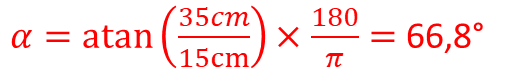 α = atan (35cm/15cm) × 180/π = 66,8°